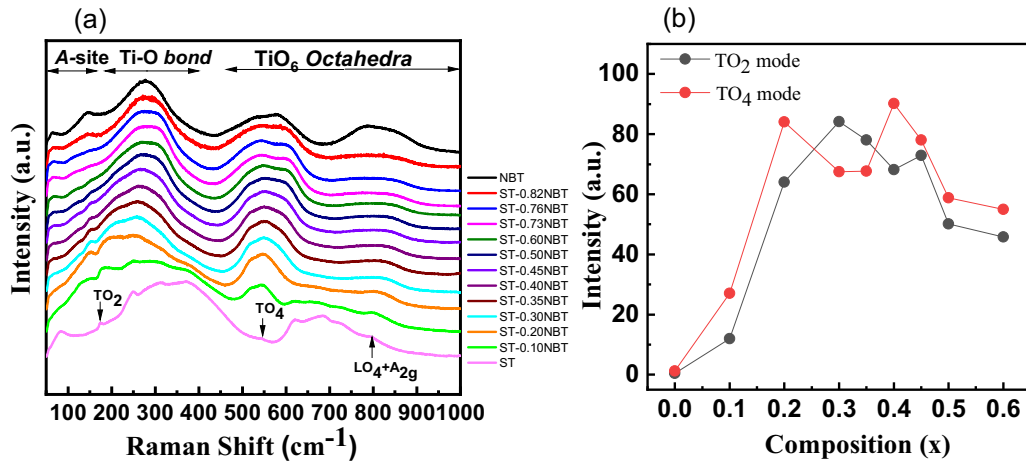 (a)
A-site Ti-O bond TiO6 Octahedra
Intensity (a.u.)
TO2
TO4
LO4+A2g
100 200 300 400 500 600 700 800 900 1000
Raman Shift (cm-1)
NBT
ST-0.82NBT
ST-0.76NBT
ST-0.73NBT
ST-0.60NBT
ST-0.50NBT
ST-0.45NBT
ST-0.40NBT
ST-0.35NBT
ST-0.30NBT
ST-0.20NBT
ST-0.10NBT
ST
(b)
TO2 mode
TO4 mode
Intensity (a.u.)
100
80
60
40
20
0
0.0 0.1 0.2 0.3 0.4 0.5 0.6
Composition (x)